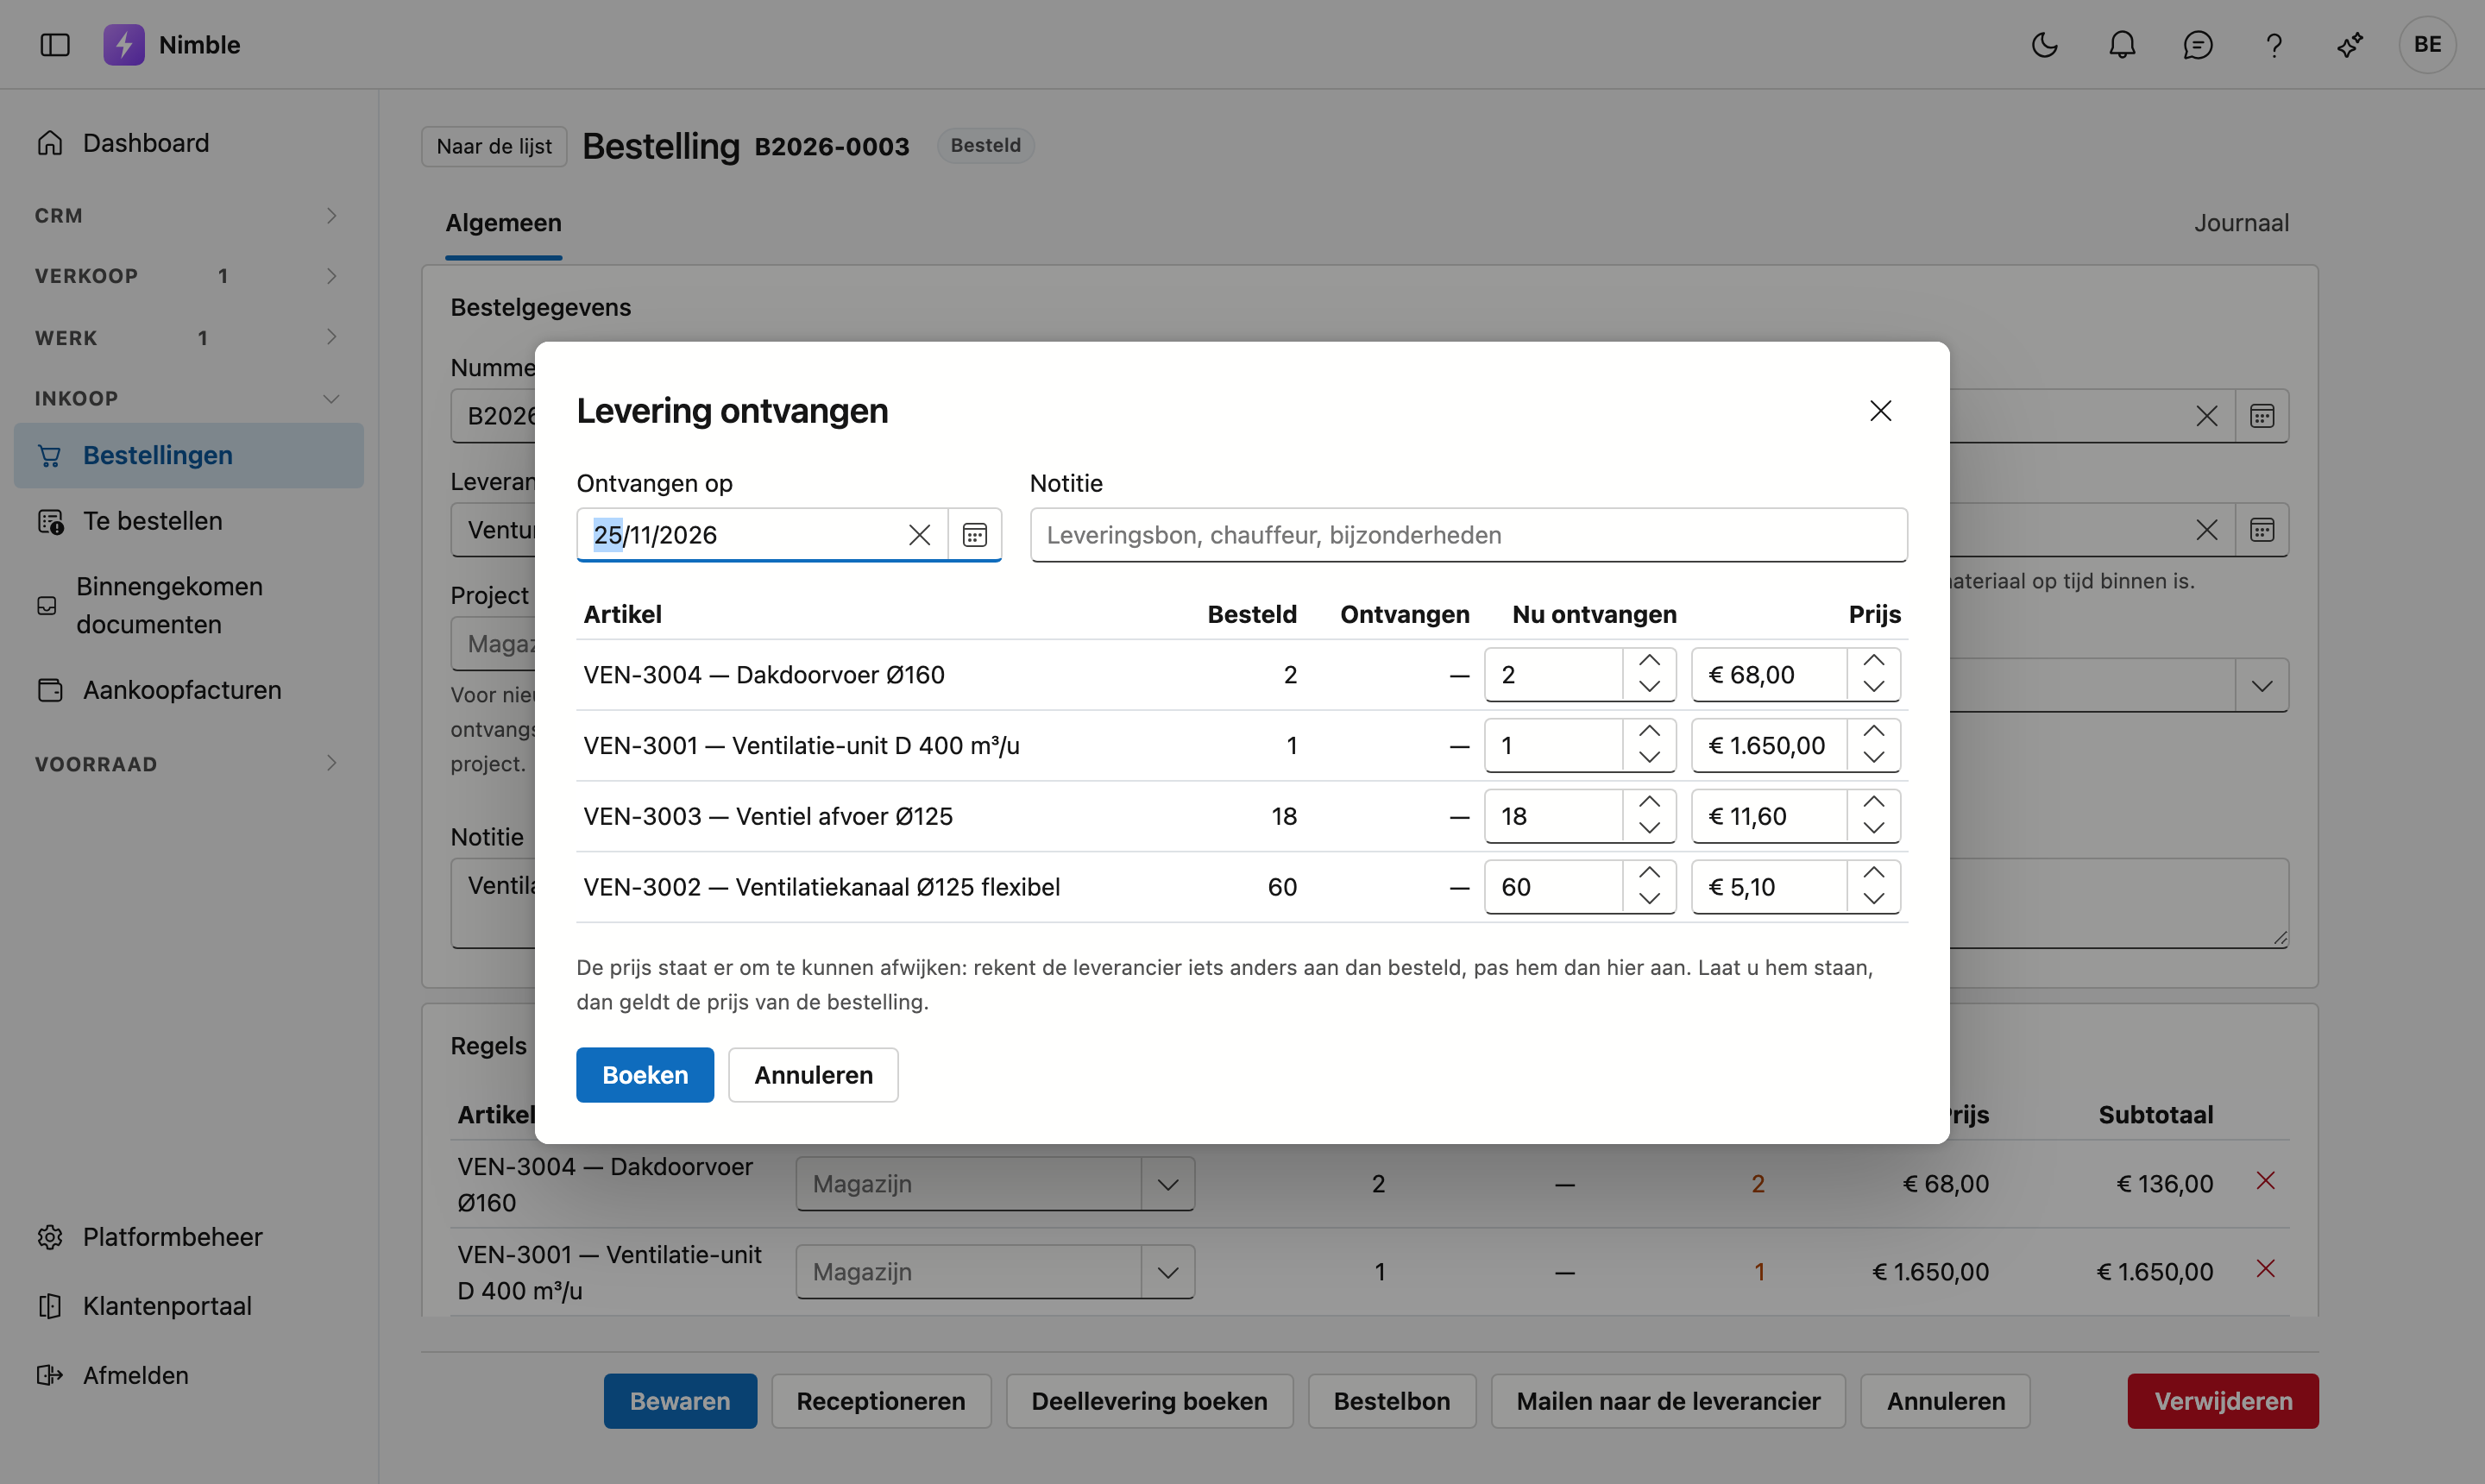 Nimble
BE
Dashboard
CRM
VERKOOP 1
WERK 1
INKOOP
Bestellingen
Te bestellen
Binnengekomen
documenten
Aankoopfacturen
VOORRAAD
Platformbeheer
Klantenportaal
Afmelden
Naar de lijst Bestelling B2026-0003 Besteld
Algemeen Journaal
Bestelgegevens
Levering ontvangen
Ontvangen op Notitie
25/11/2026 Leveringsbon, chauffeur, bijzonderheden
Artikel Besteld Ontvangen Nu ontvangen Prijs
VEN-3004 — Dakdoorvoer Ø160 2 — 2 € 68,00
VEN-3001 — Ventilatie-unit D 400 m³/u 1 — 1 € 1.650,00
VEN-3003 — Ventiel afvoer Ø125 18 — 18 € 11,60
VEN-3002 — Ventilatiekanaal Ø125 flexibel 60 — 60 € 5,10
De prijs staat er om te kunnen afwijken: rekent de leverancier iets anders aan dan besteld, pas hem dan hier aan. Laat u hem staan,
dan geldt de prijs van de bestelling.
Boeken Annuleren
Project
op tijd binnen is.
Voor
project.
Notitie
Regels
Artikel Subtotaal
VEN-3004 — Dakdoorvoer
Ø160 Magazijn 2 — 2 € 68,00 € 136,00
VEN-3001 — Ventilatie-unit
D 400 m³/u Magazijn 1 — 1 € 1.650,00 € 1.650,00
Bewaren Receptioneren Deellevering boeken Bestelbon Mailen naar de leverancier Annuleren Verwijderen